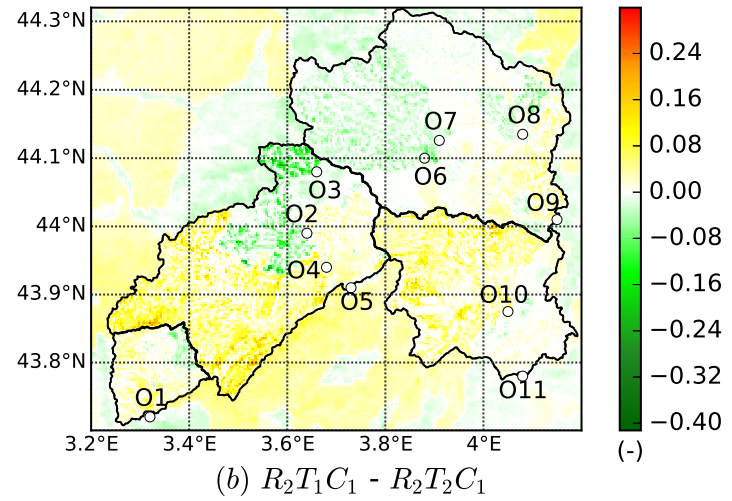 44.3°N
44.2°N
44.1°N
44°N
43.9°N
43.8°N
3.2°E 3.4°E 3.6°E 3.8°E 4°E
O7
O8
O6
O3
O2
O9
O4
O5
O10
O11
O1
0.24
0.16
0.08
0.00
−0.08
−0.16
−0.24
−0.32
−0.40
(-)
(b) R₂T₁C₁ - R₂T₂C₁